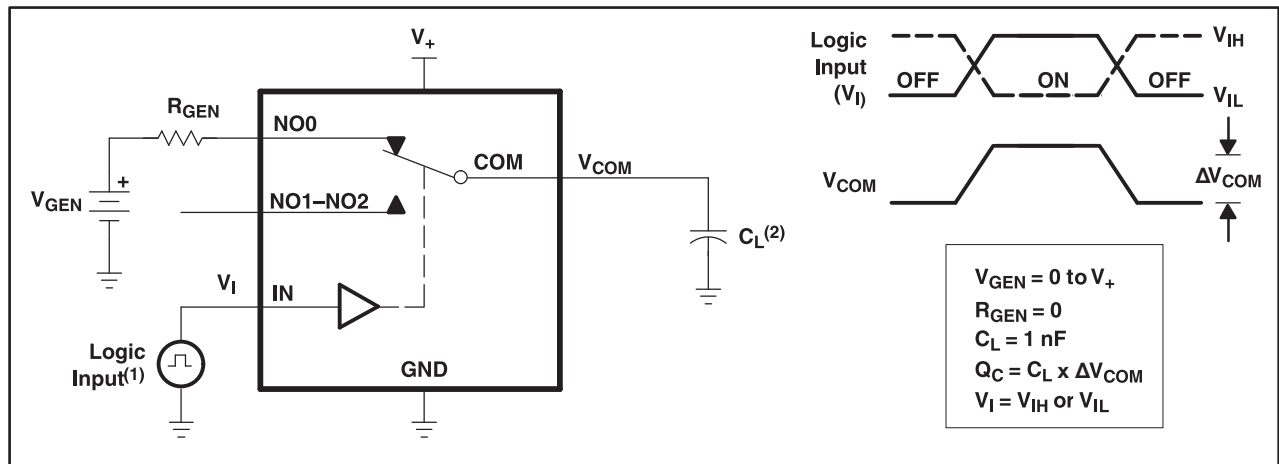 V+
RGEN
NO0
COM
VCOM
+
VGEN
NO1–NO2
CL(2)
VI
IN
Logic
Input(1)
GND
Logic
Input
(VI)
OFF
ON
OFF
VIH
VIL
VCOM
ΔVCOM
VGEN = 0 to V+
RGEN = 0
CL = 1 nF
QC = CL x ΔVCOM
VI = VIH or VIL